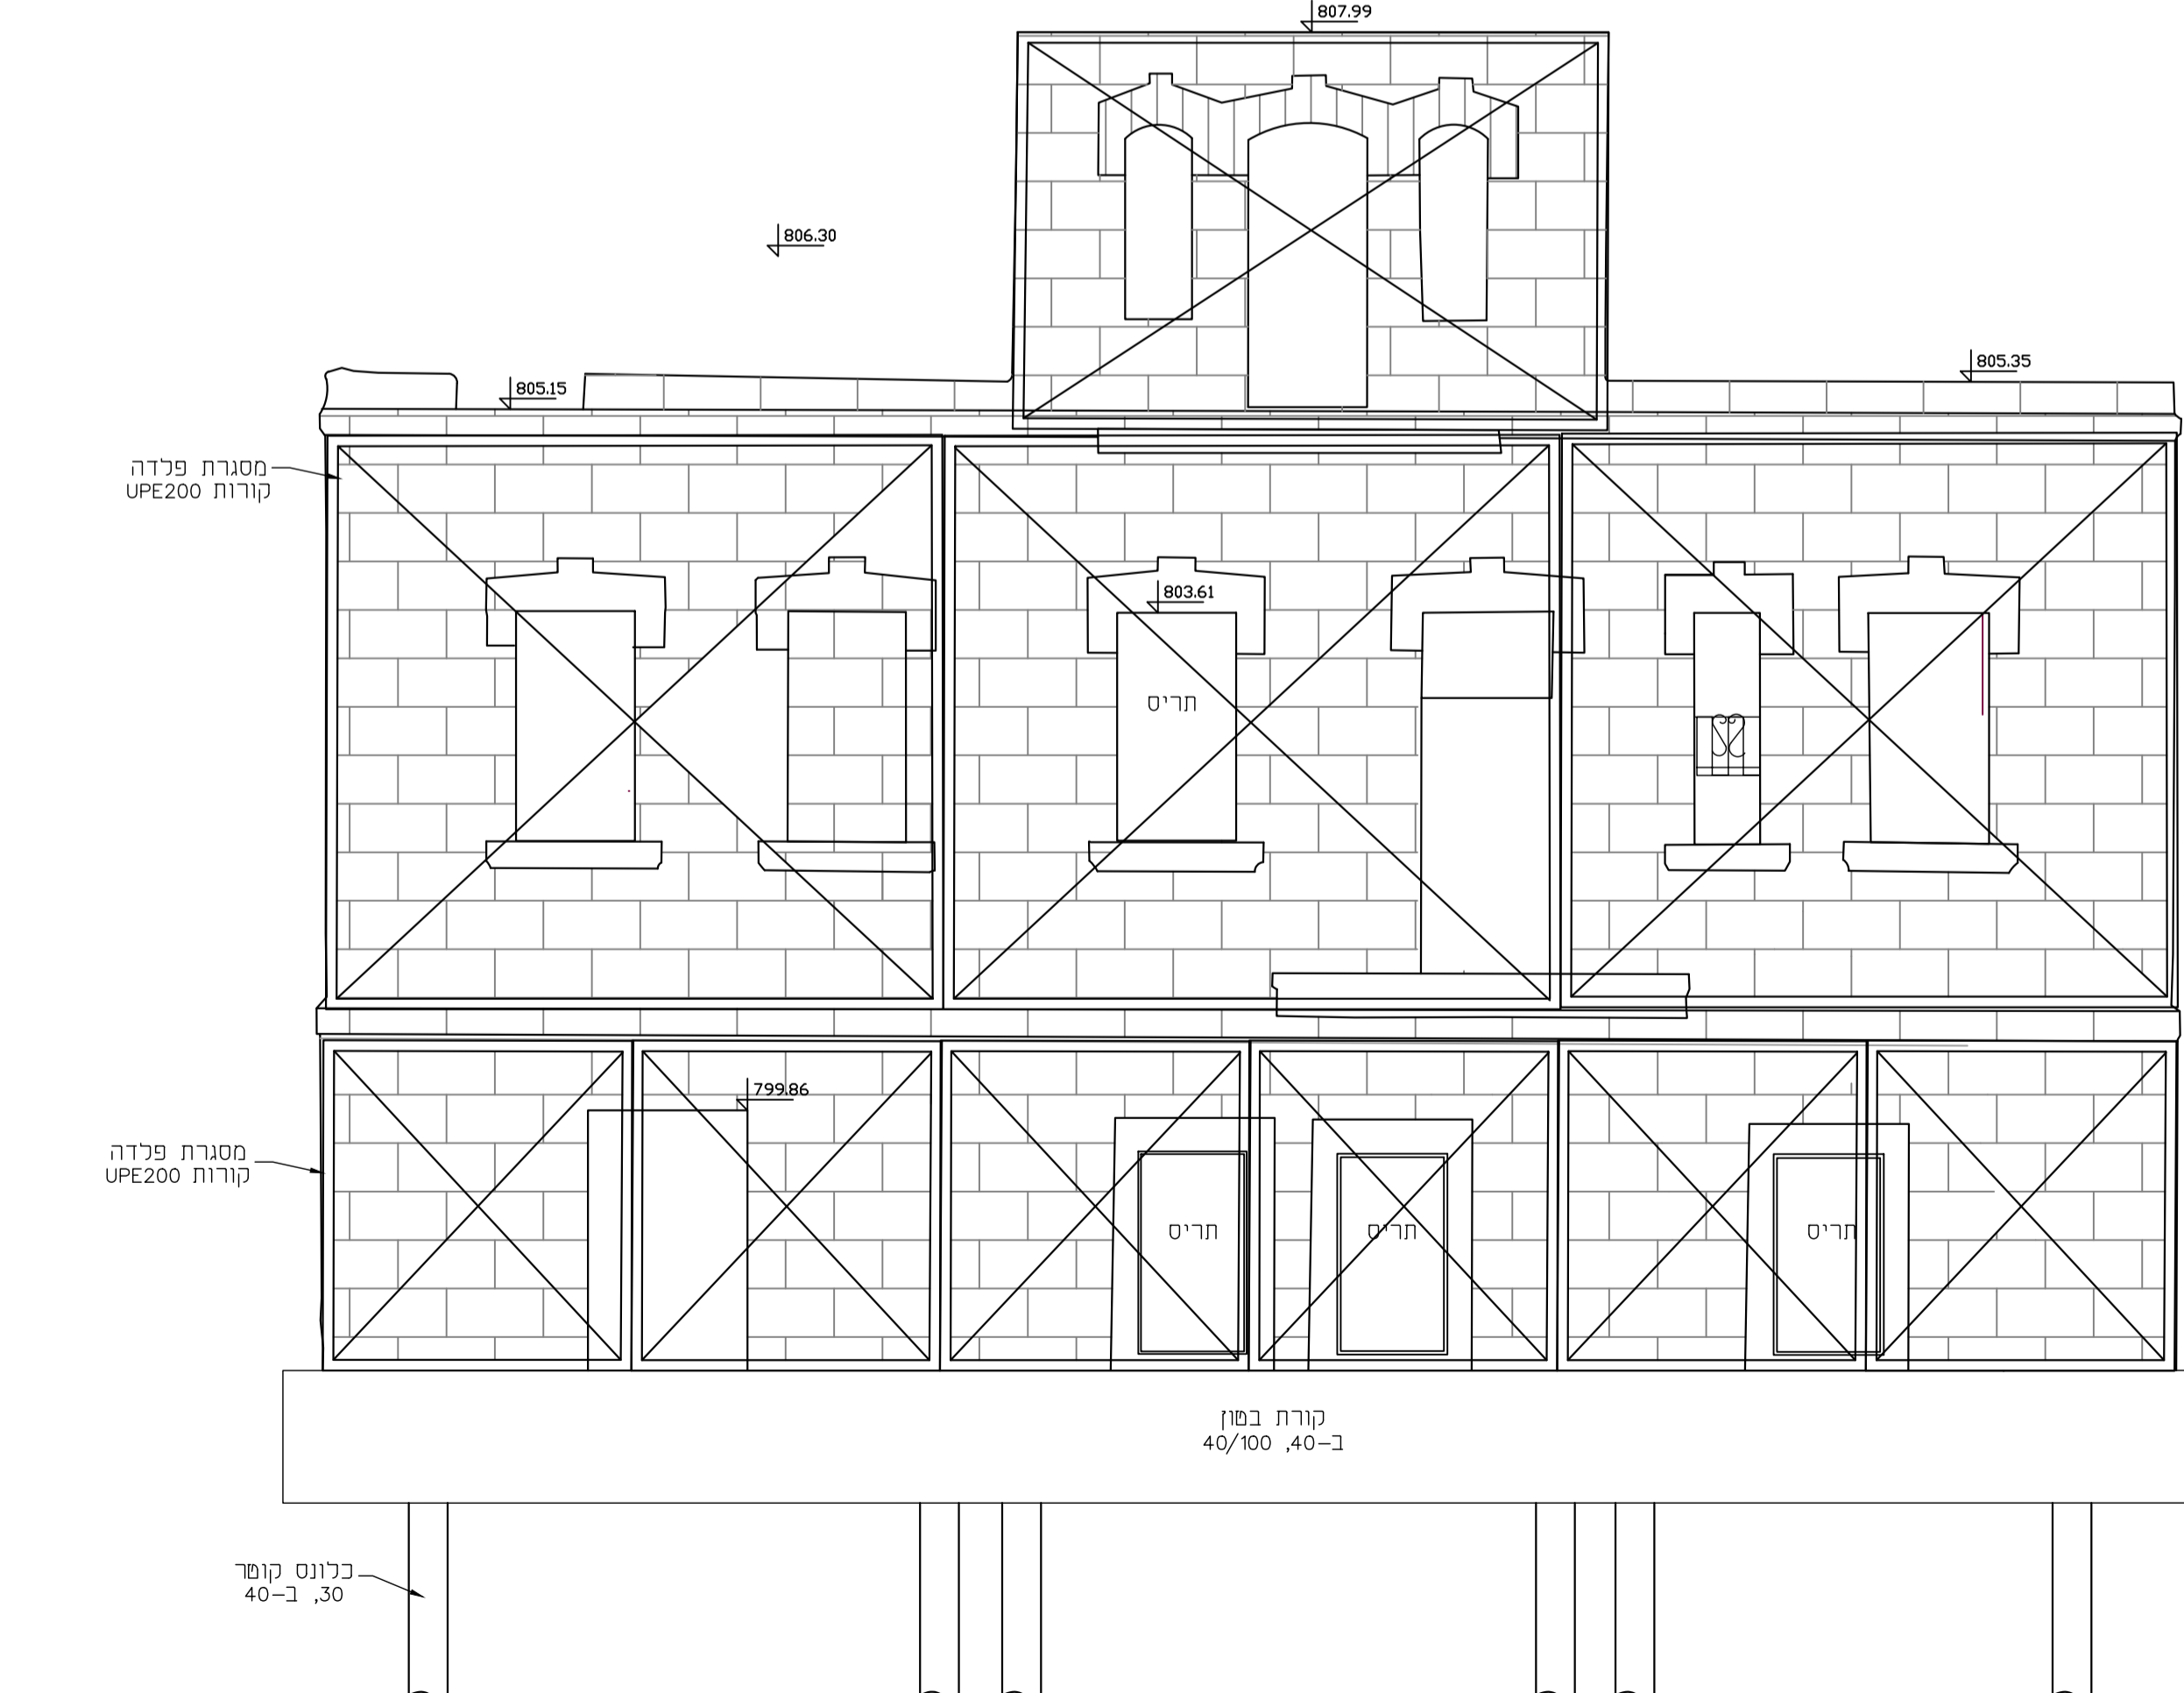 807.99
806.30
805.15
805.35
מסגרת פלדה
קורות UPE200
803.61
תריס
799.86
מסגרת פלדה
קורות UPE200
תריס
תריס
תריס
קורת בטון
ב-40, 40/100
כלונס קוטר
30, ב-40